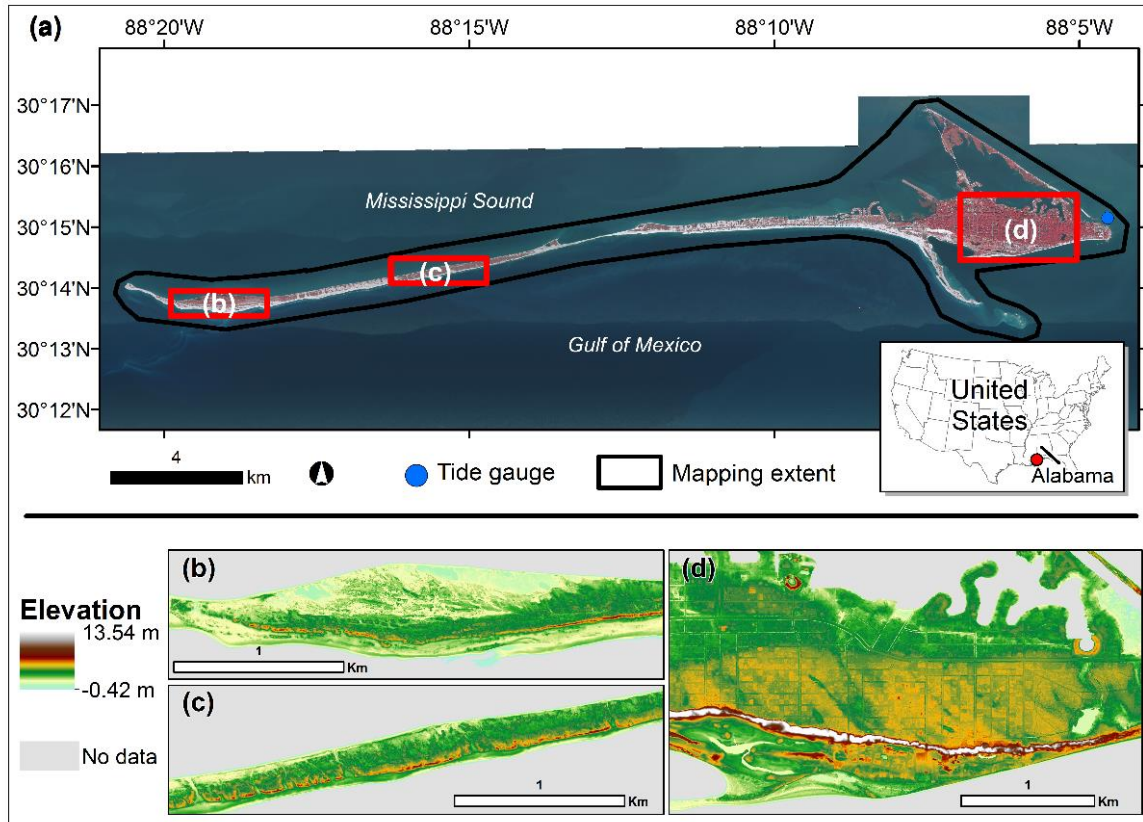 (a)
88°20'W 88°15'W 88°10'W 88°5'W
30°17'N
30°16'N
30°15'N
30°14'N
30°13'N
30°12'N
Mississippi Sound
(d)
(c)
(b)
Gulf of Mexico
United
States
Alabama
4
km
Tide gauge
Mapping extent
(b)
1
Km
(c)
1
Km
(d)
1
Km
Elevation
13.54 m
-0.42 m
No data